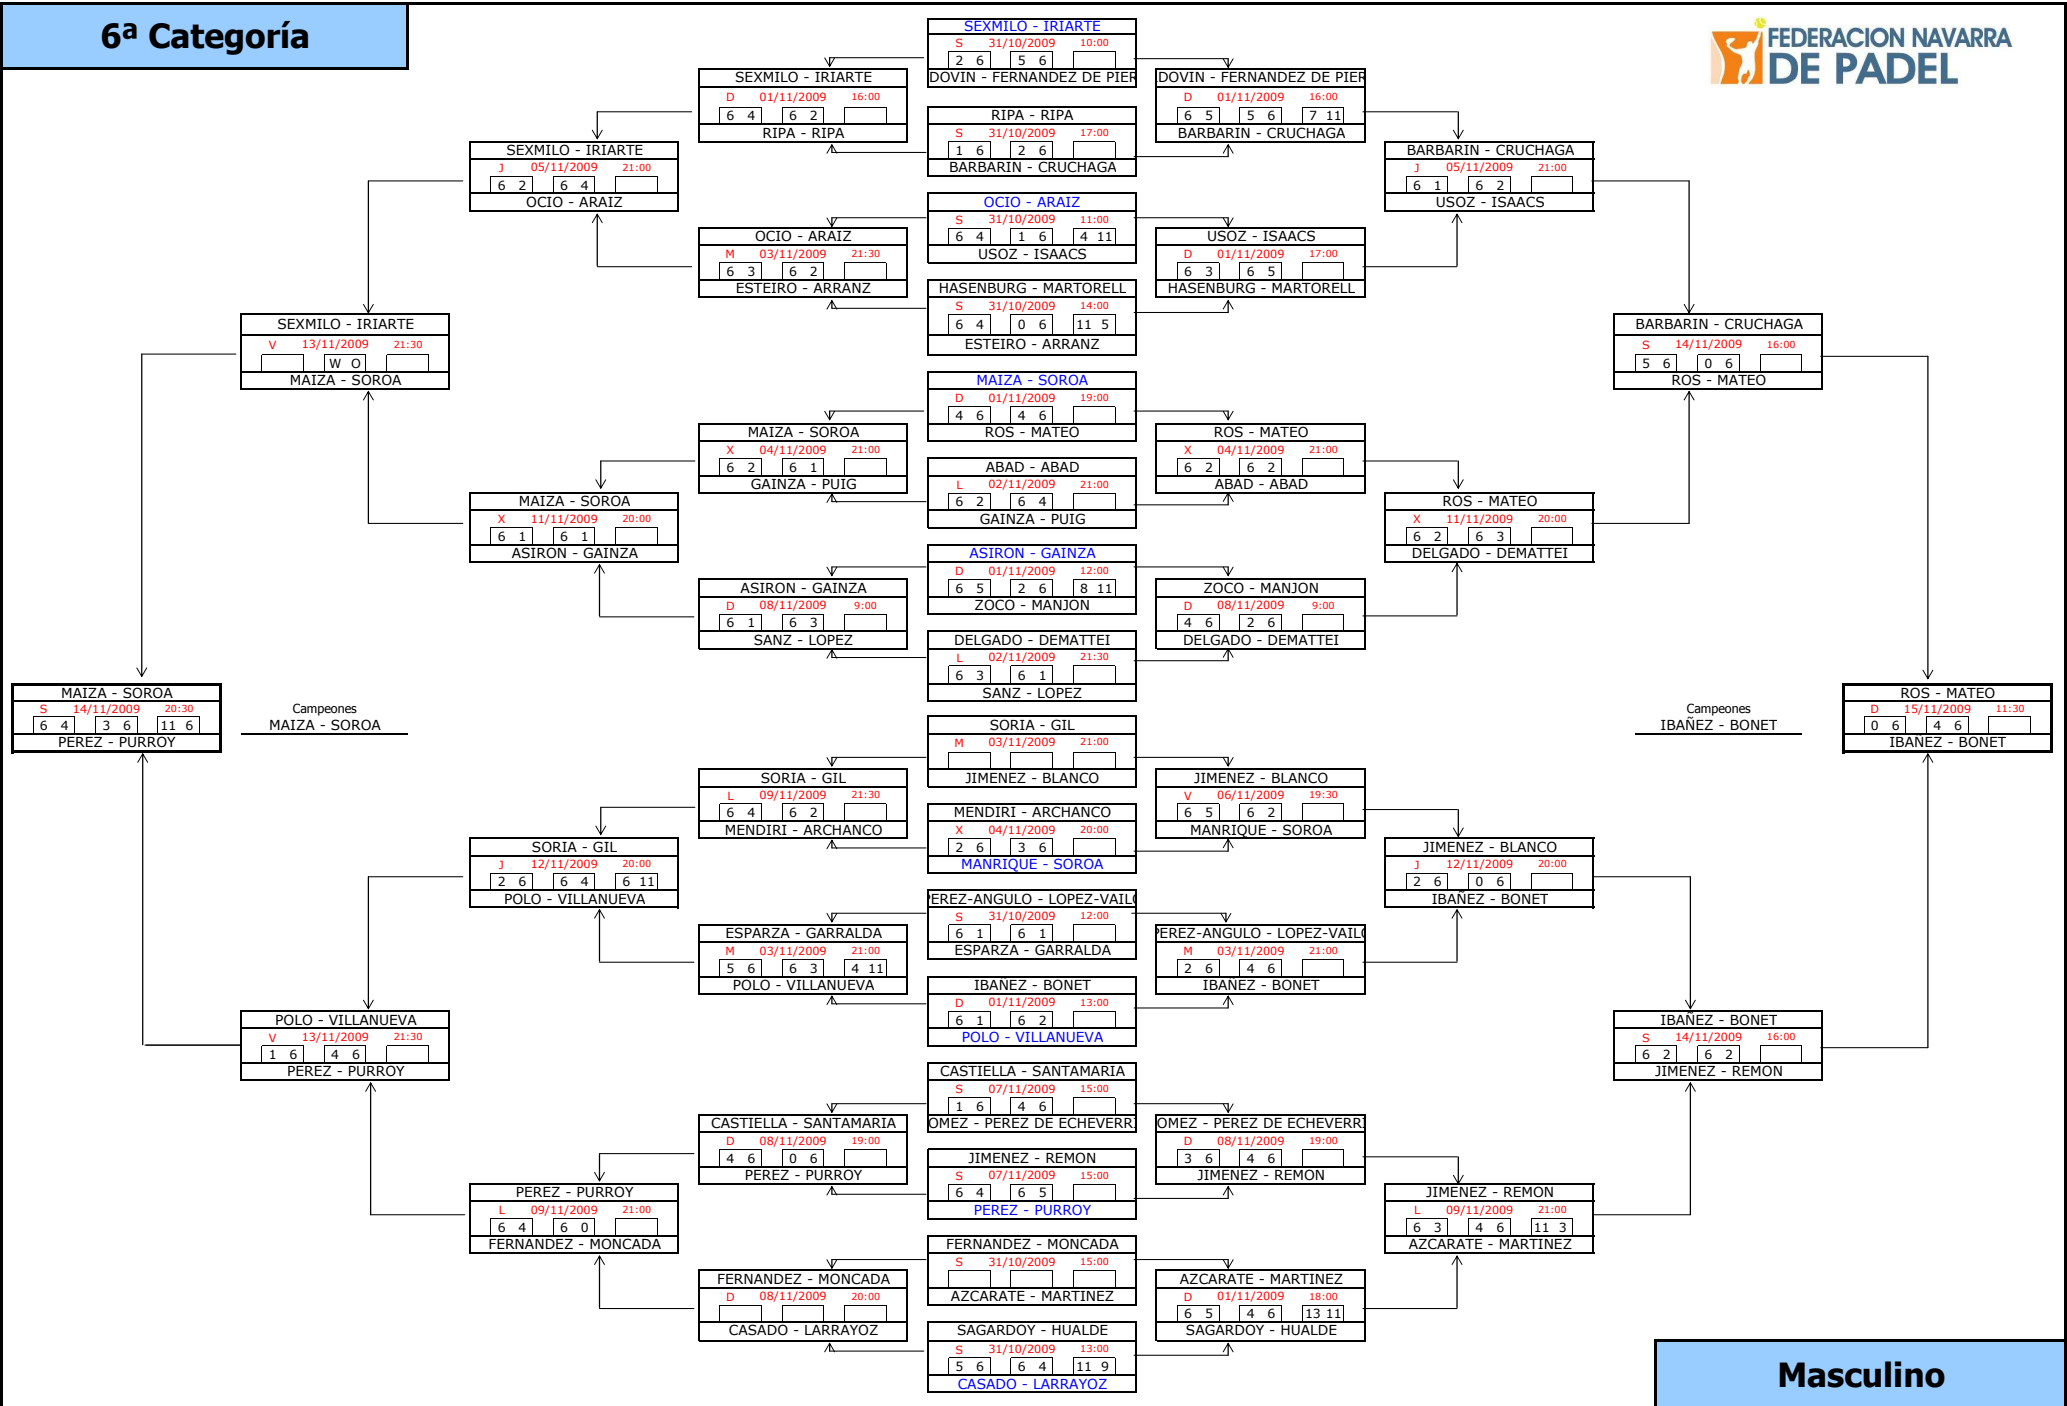 6ª Categoría
FEDERACION NAVARRA
DE PADEL
MAIZA - SOROA
S 14/11/2009 20:30
6 4 3 6 11 6
PEREZ - PURROY
Campeones
MAIZA - SOROA
SEXMILO - IRIARTE
V 13/11/2009 21:30
W O
MAIZA - SOROA
POLO - VILLANUEVA
V 13/11/2009 21:30
1 6 4 6
PEREZ - PURROY
SEXMILO - IRIARTE
J 05/11/2009 21:00
6 2 6 4
OCIO - ARAIZ
MAIZA - SOROA
X 11/11/2009 20:00
6 1 6 1
ASIRON - GAINZA
SORIA - GIL
J 12/11/2009 20:00
2 6 6 4 6 11
POLO - VILLANUEVA
PEREZ - PURROY
L 09/11/2009 21:00
6 4 6 0
FERNANDEZ - MONCADA
SEXMILO - IRIARTE
D 01/11/2009 16:00
6 4 6 2
RIPA - RIPA
OCIO - ARAIZ
M 03/11/2009 21:30
6 3 6 2
ESTEIRO - ARRANZ
MAIZA - SOROA
X 04/11/2009 21:00
6 2 6 1
GAINZA - PUIG
ASIRON - GAINZA
D 08/11/2009 9:00
6 1 6 3
SANZ - LOPEZ
SORIA - GIL
L 09/11/2009 21:30
6 4 6 2
MENDIRI - ARCHANCO
ESPARZA - GARRALDA
M 03/11/2009 21:00
5 6 6 3 4 11
POLO - VILLANUEVA
CASTIELLA - SANTAMARIA
D 08/11/2009 19:00
4 6 0 6
PEREZ - PURROY
FERNANDEZ - MONCADA
D 08/11/2009 20:00
CASADO - LARRAYOZ
SEXMILO - IRIARTE
S 31/10/2009 10:00
2 6 5 6
DOVIN - FERNANDEZ DE PIER
RIPA - RIPA
S 31/10/2009 17:00
1 6 2 6
BARBARIN - CRUCHAGA
OCIO - ARAIZ
S 31/10/2009 11:00
6 4 1 6 4 11
USOZ - ISAACS
HASENBURG - MARTORELL
S 31/10/2009 14:00
6 4 0 6 11 5
ESTEIRO - ARRANZ
MAIZA - SOROA
D 01/11/2009 19:00
4 6 4 6
ROS - MATEO
ABAD - ABAD
L 02/11/2009 21:00
6 2 6 4
GAINZA - PUIG
ASIRON - GAINZA
D 01/11/2009 12:00
6 5 2 6 8 11
ZOCO - MANJON
DELGADO - DEMATTEI
L 02/11/2009 21:30
6 3 6 1
SANZ - LOPEZ
SORIA - GIL
M 03/11/2009 21:00
JIMENEZ - BLANCO
MENDIRI - ARCHANCO
X 04/11/2009 20:00
2 6 3 6
MANRIQUE - SOROA
PEREZ-ANGULO - LOPEZ-VAILO
S 31/10/2009 12:00
6 1 6 1
ESPARZA - GARRALDA
IBAÑEZ - BONET
D 01/11/2009 13:00
6 1 6 2
POLO - VILLANUEVA
CASTIELLA - SANTAMARIA
S 07/11/2009 15:00
1 6 4 6
OMEZ - PEREZ DE ECHEVERRI
JIMENEZ - REMON
S 07/11/2009 15:00
6 4 6 5
PEREZ - PURROY
FERNANDEZ - MONCADA
S 31/10/2009 15:00
AZCARATE - MARTINEZ
SAGARDOY - HUALDE
S 31/10/2009 13:00
5 6 6 4 11 9
CASADO - LARRAYOZ
DOVIN - FERNANDEZ DE PIER
D 01/11/2009 16:00
6 5 5 6 7 11
BARBARIN - CRUCHAGA
USOZ - ISAACS
D 01/11/2009 17:00
6 3 6 5
HASENBURG - MARTORELL
ROS - MATEO
X 04/11/2009 21:00
6 2 6 2
ABAD - ABAD
ZOCO - MANJON
D 08/11/2009 9:00
4 6 2 6
DELGADO - DEMATTEI
JIMENEZ - BLANCO
V 06/11/2009 19:30
6 5 6 2
MANRIQUE - SOROA
PEREZ-ANGULO - LOPEZ-VAILO
M 03/11/2009 21:00
2 6 4 6
IBAÑEZ - BONET
OMEZ - PEREZ DE ECHEVERRI
D 08/11/2009 19:00
3 6 4 6
JIMENEZ - REMON
AZCARATE - MARTINEZ
D 01/11/2009 18:00
6 5 4 6 13 11
SAGARDOY - HUALDE
BARBARIN - CRUCHAGA
J 05/11/2009 21:00
6 1 6 2
USOZ - ISAACS
ROS - MATEO
X 11/11/2009 20:00
6 2 6 3
DELGADO - DEMATTEI
JIMENEZ - BLANCO
J 12/11/2009 20:00
2 6 0 6
IBAÑEZ - BONET
JIMENEZ - REMON
L 09/11/2009 21:00
6 3 4 6 11 3
AZCARATE - MARTINEZ
BARBARIN - CRUCHAGA
S 14/11/2009 16:00
5 6 0 6
ROS - MATEO
IBAÑEZ - BONET
S 14/11/2009 16:00
6 2 6 2
JIMENEZ - REMON
Campeones
IBAÑEZ - BONET
ROS - MATEO
D 15/11/2009 11:30
0 6 4 6
IBAÑEZ - BONET
Masculino